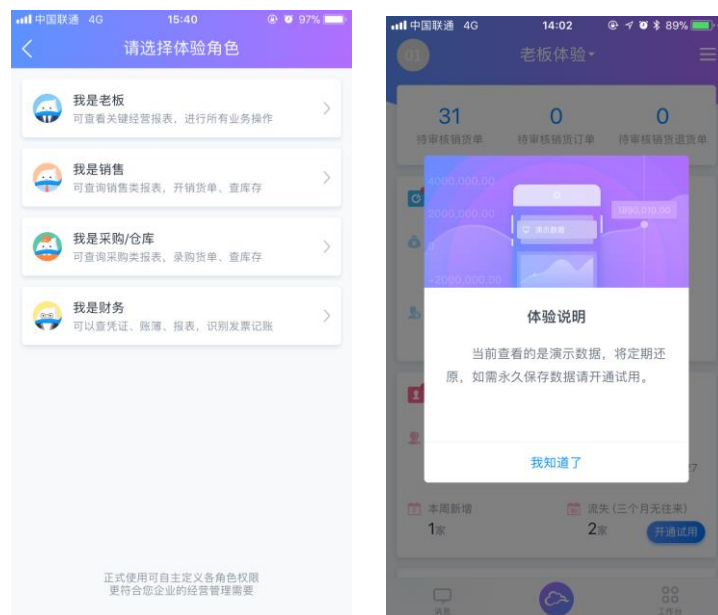 中国联通 4G 15:40 97%
请选择体验角色
我是老板
可查看关键经营报表，进行所有业务操作
我是销售
可查询销售类报表，开销货单、查库存
我是采购/仓库
可查询采购类报表，录购货单、查库存
我是财务
可以查凭证、账簿、报表，识别发票记账
正式使用可自主定义各角色权限
更符合您企业的经营管理需要
中国联通 4G 14:02 89%
01 老板体验
31 0 0
待审核销货单 待审核销货订单 待审核销货退货单
4000,000.00
2000,000.00
1890,010.00
演示数据
0
-2000,000.00
体验说明
当前查看的是演示数据，将定期还
原，如需永久保存数据请开通试用。
我知道了
本周新增 流失(三个月无往来)
1家 2家 开通试用
消息 工作台